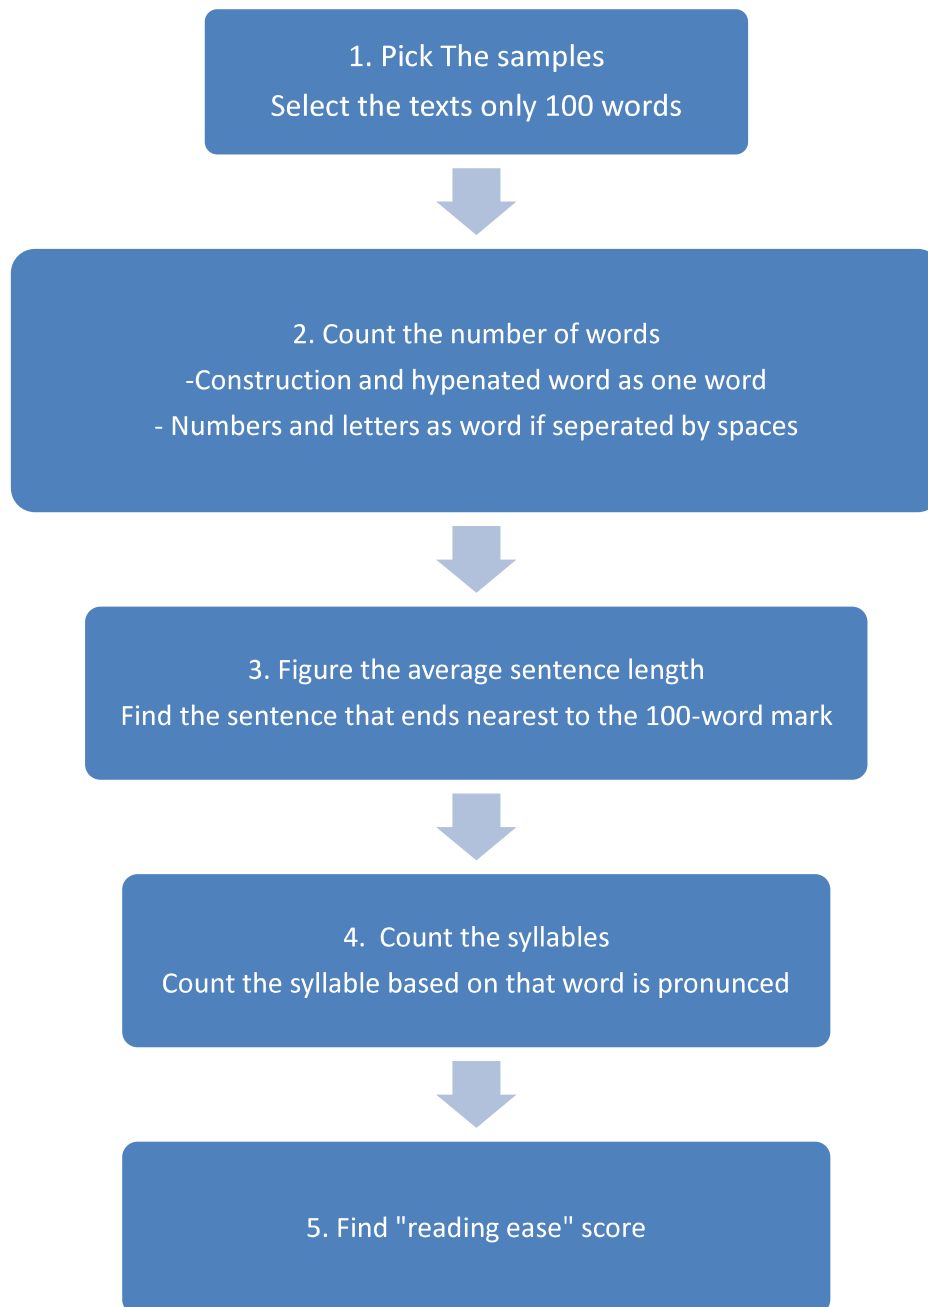 1. Pick The samples
Select the texts only 100 words
2. Count the number of words
-Construction and hypenated word as one word
- Numbers and letters as word if seperated by spaces
3. Figure the average sentence length
Find the sentence that ends nearest to the 100-word mark
4.  Count the syllables
Count the syllable based on that word is pronunced
5. Find "reading ease" score